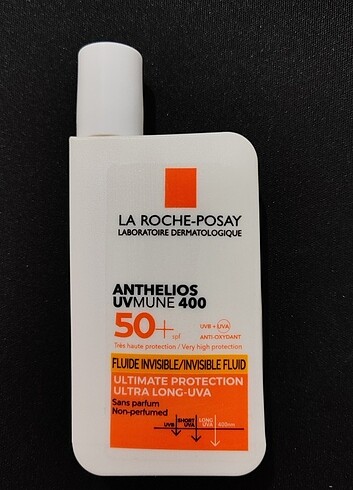 LA ROCHE-POSAY
LABORATOIRE DERMATOLOGIQUE
ANTHELIOS
UVMUNE 400
50+ spf
UVB + UVA
ANTI-OXYDANT
Très haute protection / Very high protection
FLUIDE INVISIBLE/INVISIBLE FLUID
ULTIMATE PROTECTION
ULTRA LONG-UVA
Sans parfum
Non-perfumed
UVB
SHORT UVA
LONG UVA
400nm